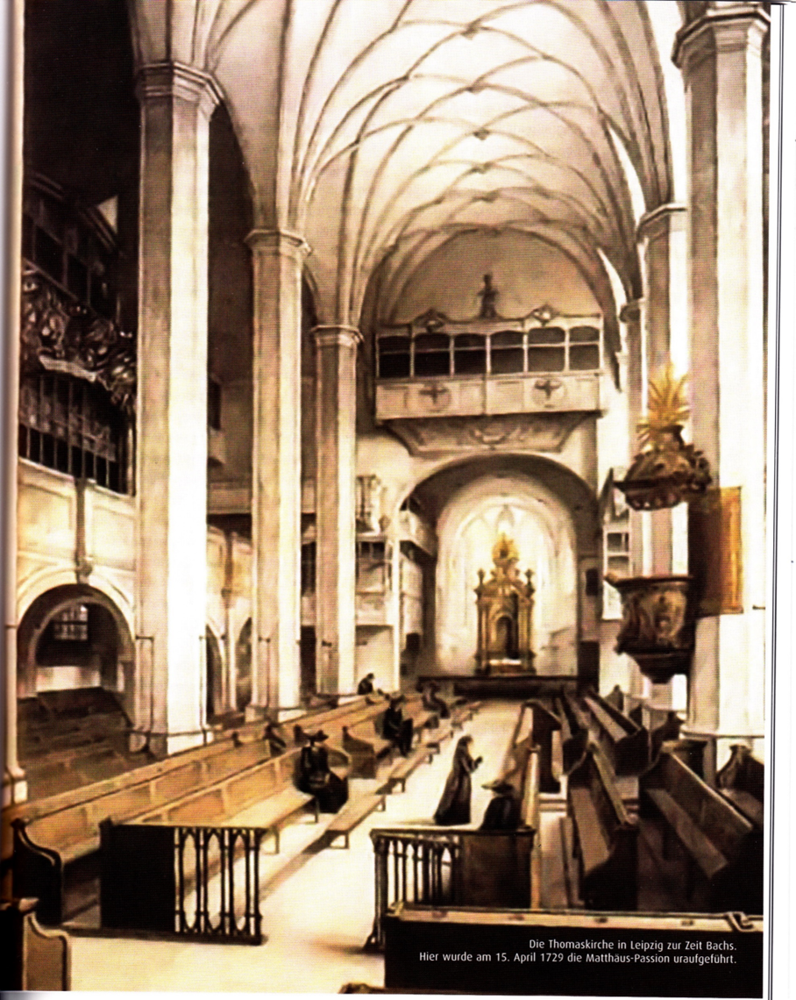 Die Thomaskirche in Leipzig zur Zeit Bachs.
Hier wurde am 15. April 1729 die Matthäus-Passion uraufgeführt.